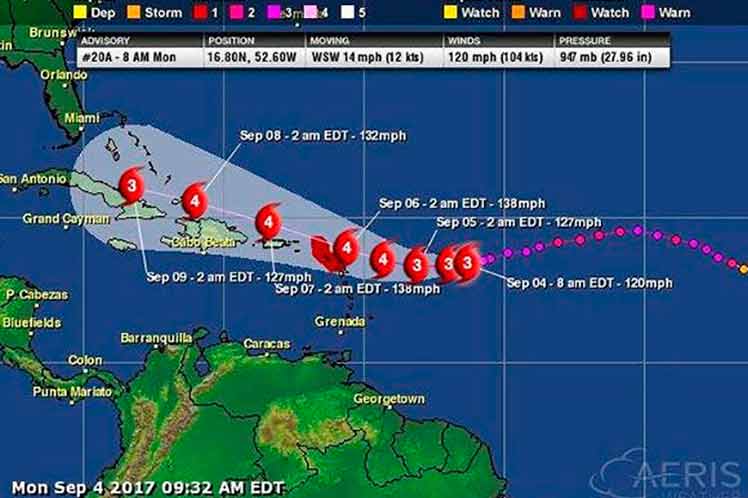 Dep Storm 1 2 3 4 5 Watch Warn Watch Warn
Brunswi
ADVISORY POSITION MOVING WINDS PRESSURE
#20A - 8 AM Mon 16.80N, 52.60W WSW 14 mph (12 kts) 120 mph (104 kts) 947 mb (27.96 in)
Orlando
Miami
Sep 08 - 2 am EDT - 132mph
San Antonio
3
4
Sep 06 - 2 am EDT - 138mph
Grand Cayman
4
Sep 05 - 2 am EDT - 127mph
Cabo Beata
4
4
3
3
3
Sep 09 - 2 am EDT - 127mph
Sep 07 - 2 am EDT - 138mph
Sep 04 - 8 am EDT - 120mph
P. Cabezas
Bluefields
Grenada
Barranquilla
Caracas
Colon
Punta Mariato
Georgetown
Mon Sep 4 2017 09:32 AM EDT
AERIS